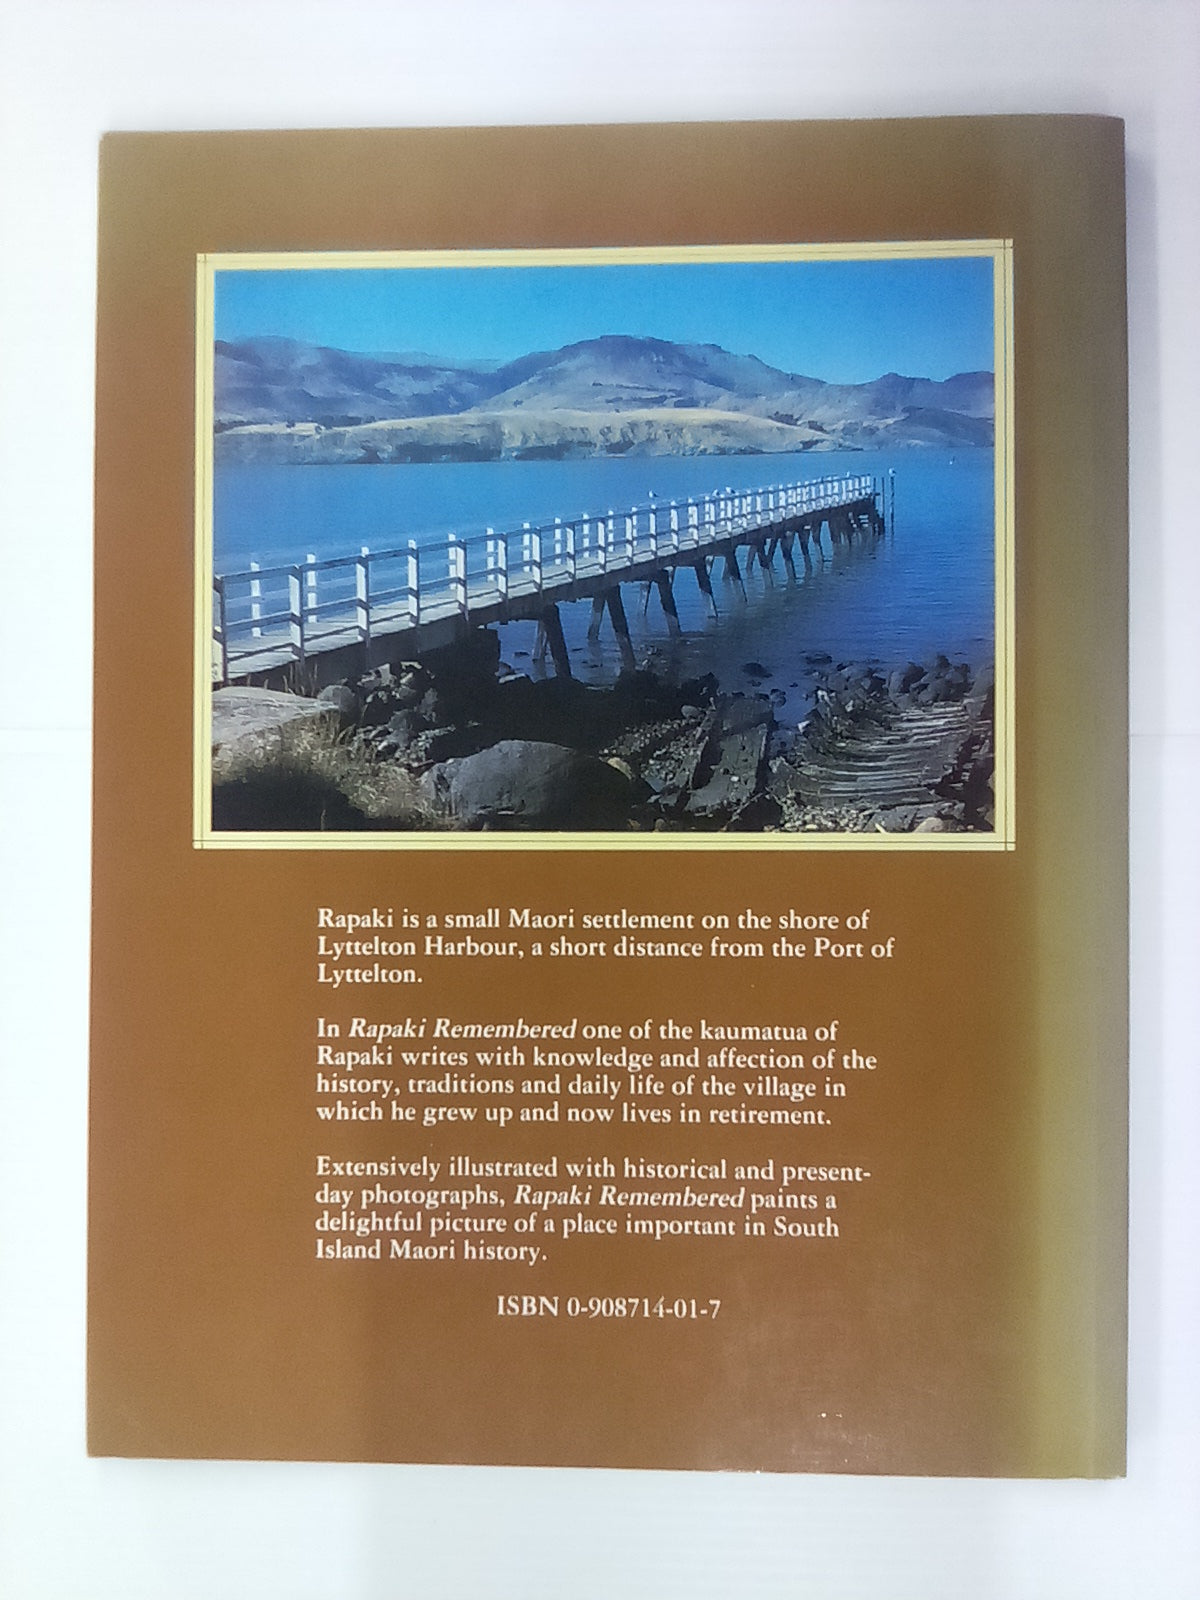 Rapaki is a small Maori settlement on the shore of
Lyttelton Harbour, a short distance from the Port of
Lyttelton.
In Rapaki Remembered one of the kaumatua of
Rapaki writes with knowledge and affection of the
history, traditions and daily life of the village in
which he grew up and now lives in retirement.
Extensively illustrated with historical and present-
day photographs, Rapaki Remembered paints a
delightful picture of a place important in South
Island Maori history.
ISBN 0-908714-01-7